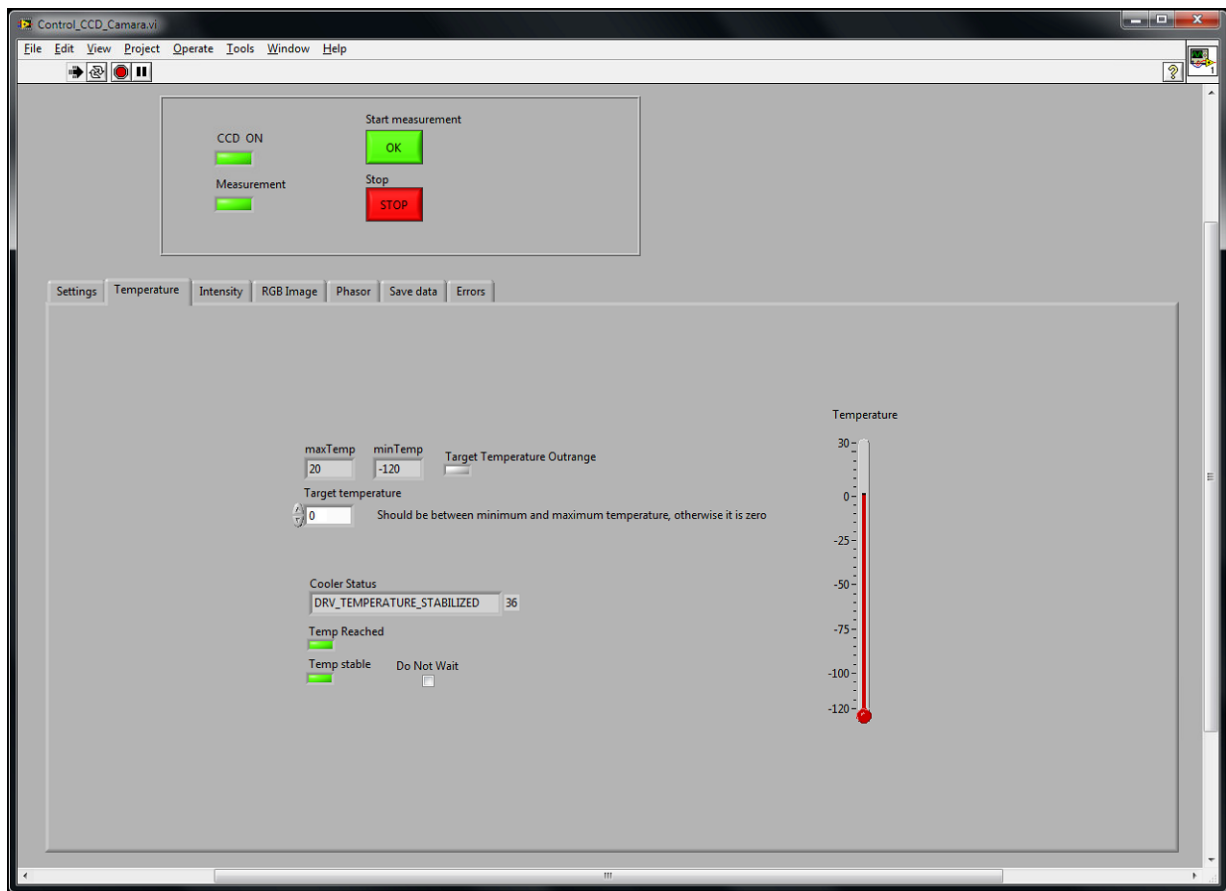 Control_CCD_Camara.vi
File Edit View Project Operate Tools Window Help
1
CCD ON
Start measurement
OK
Measurement
Stop
STOP
Settings Temperature Intensity RGB Image Phasor Save data Errors
Temperature
maxTemp minTemp
20 -120
Target Temperature Outrange
Target temperature
0 Should be between minimum and maximum temperature, otherwise it is zero
Cooler Status
DRV_TEMPERATURE_STABILIZED 36
Temp Reached
Temp stable Do Not Wait
30
0
-25
-50
-75
-100
-120